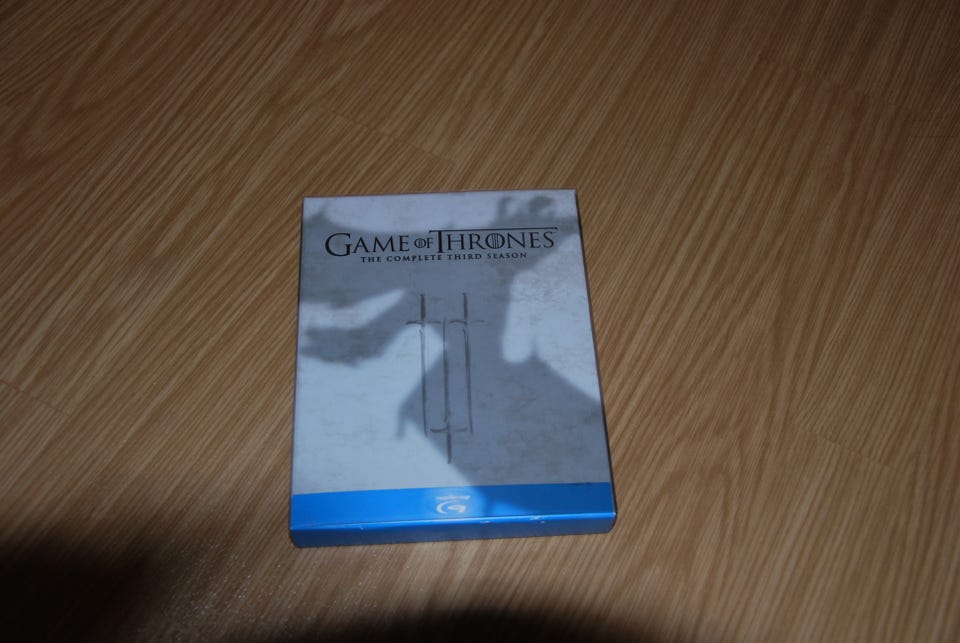 GAME OF THRONES
THE COMPLETE THIRD SEASON